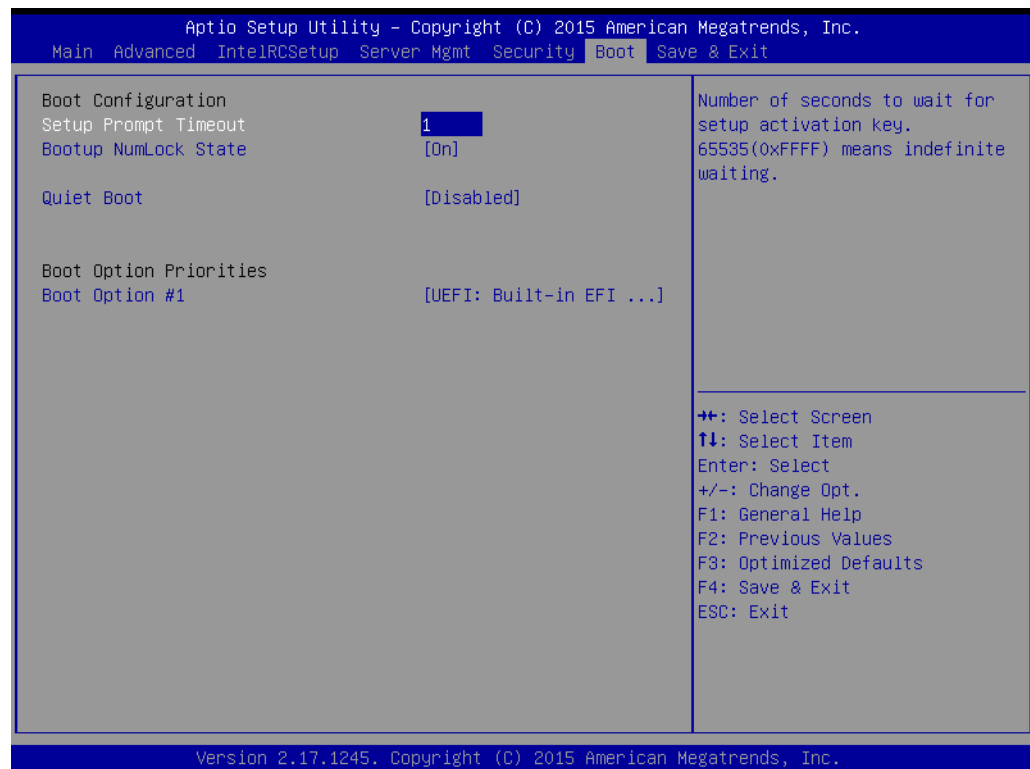 Aptio Setup Utility – Copyright (C) 2015 American Megatrends, Inc.
Main Advanced IntelRCSetup Server Mgmt Security Boot Save & Exit
Boot Configuration
Setup Prompt Timeout 1
Bootup NumLock State [On]
Quiet Boot [Disabled]
Boot Option Priorities
Boot Option #1 [UEFI: Built-in EFI ...]
Number of seconds to wait for
setup activation key.
65535(0xFFFF) means indefinite
waiting.
→←: Select Screen
↑↓: Select Item
Enter: Select
+/-: Change Opt.
F1: General Help
F2: Previous Values
F3: Optimized Defaults
F4: Save & Exit
ESC: Exit
Version 2.17.1245. Copyright (C) 2015 American Megatrends, Inc.